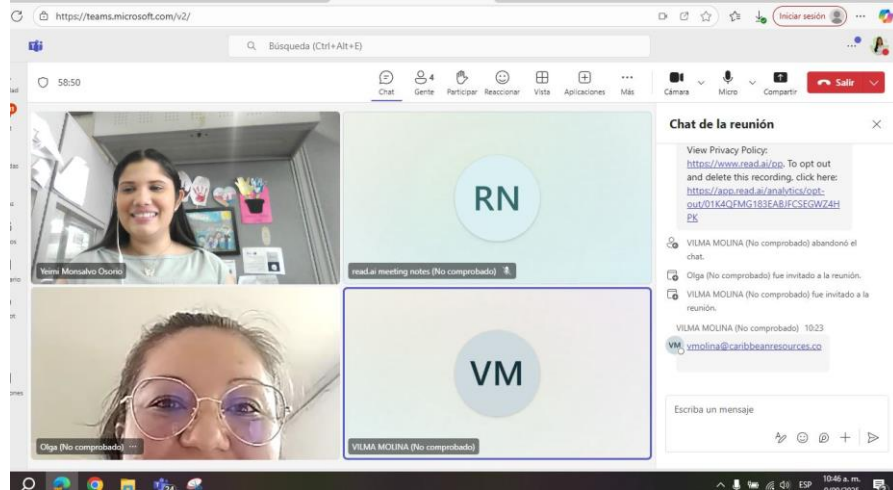 https://teams.microsoft.com/v2/
Iniciar sesión
Búsqueda (Ctrl+Alt+E)
58:50
Chat
4
Gente
Participar
Reaccionar
Vista
Aplicaciones
Más
Cámara
Micro
Compartir
Salir
Yeimi Monsalvo Osorio
RN
read.ai meeting notes (No comprobado)
Olga (No comprobado)
VM
VILMA MOLINA (No comprobado)
Chat de la reunión
View Privacy Policy:
https://www.read.ai/pp. To opt out
and delete this recording, click here:
https://app.read.ai/analytics/opt-
out/01K4QFMG183EABJFCSEGWZ4H
PK
VILMA MOLINA (No comprobado) abandonó el
chat.
Olga (No comprobado) fue invitado a la reunión.
VILMA MOLINA (No comprobado) fue invitado a la
reunión.
VILMA MOLINA (No comprobado) 10:23
VM
vmolina@caribbeanresources.co
Escriba un mensaje
ESP
10:46 a. m.